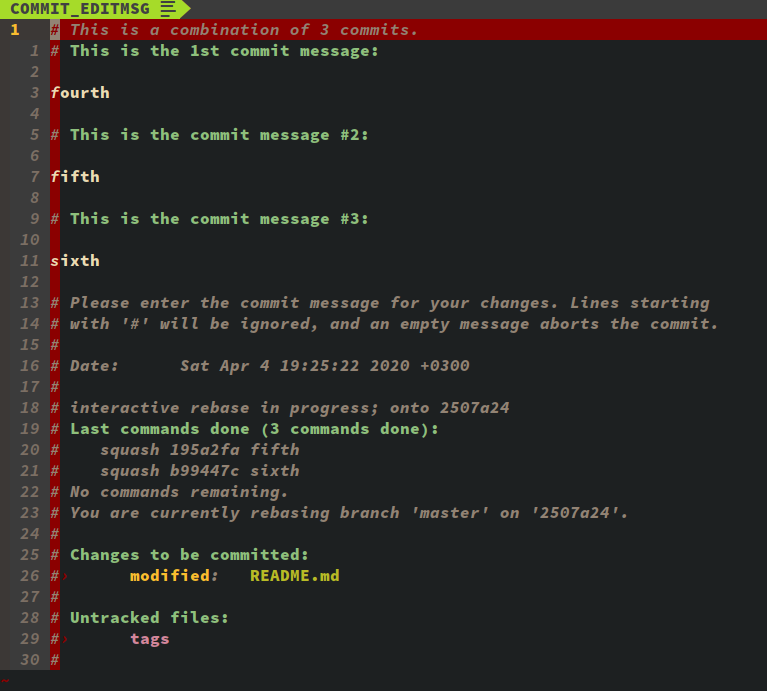 COMMIT_EDITMSG
1 # This is a combination of 3 commits.
1 # This is the 1st commit message:
2
3 fourth
4
5 # This is the commit message #2:
6
7 fifth
8
9 # This is the commit message #3:
10
11 sixth
12
13 # Please enter the commit message for your changes. Lines starting
14 # with '#' will be ignored, and an empty message aborts the commit.
15 #
16 # Date:      Sat Apr 4 19:25:22 2020 +0300
17 #
18 # interactive rebase in progress; onto 2507a24
19 # Last commands done (3 commands done):
20 #    squash 195a2fa fifth
21 #    squash b99447c sixth
22 # No commands remaining.
23 # You are currently rebasing branch 'master' on '2507a24'.
24 #
25 # Changes to be committed:
26 #›      modified:   README.md
27 #
28 # Untracked files:
29 #›      tags
30 #
~